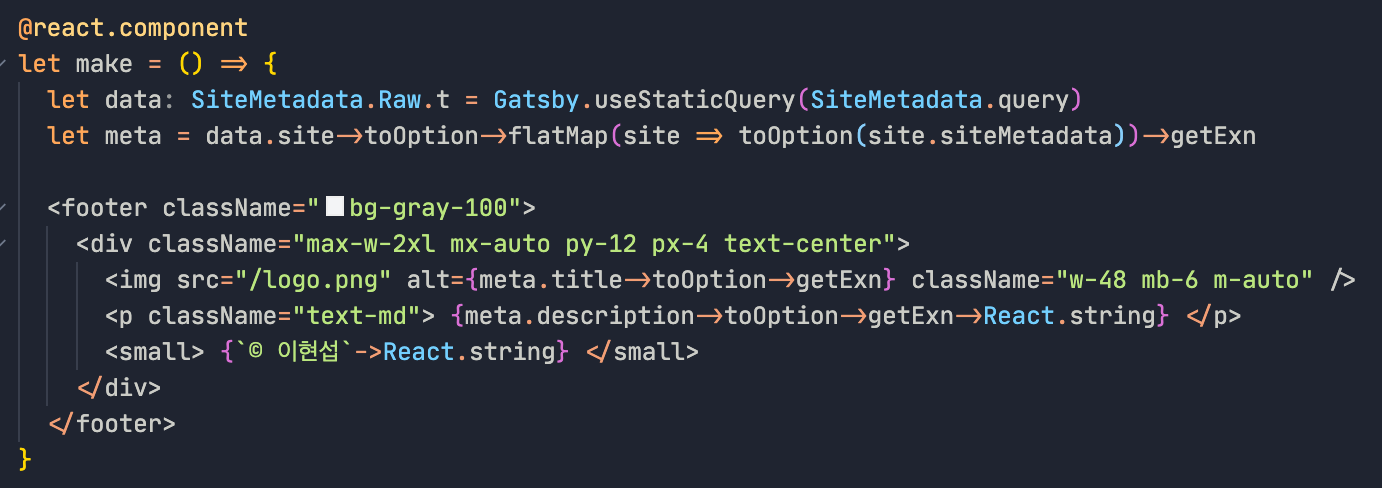 @react.component
let make = () => {
  let data: SiteMetadata.Raw.t = Gatsby.useStaticQuery(SiteMetadata.query)
  let meta = data.site->toOption->flatMap(site => toOption(site.siteMetadata))->getExn

  <footer className="bg-gray-100">
    <div className="max-w-2xl mx-auto py-12 px-4 text-center">
      <img src="/logo.png" alt={meta.title->toOption->getExn} className="w-48 mb-6 m-auto" />
      <p className="text-md"> {meta.description->toOption->getExn->React.string} </p>
      <small> {`© 이현섭`->React.string} </small>
    </div>
  </footer>
}